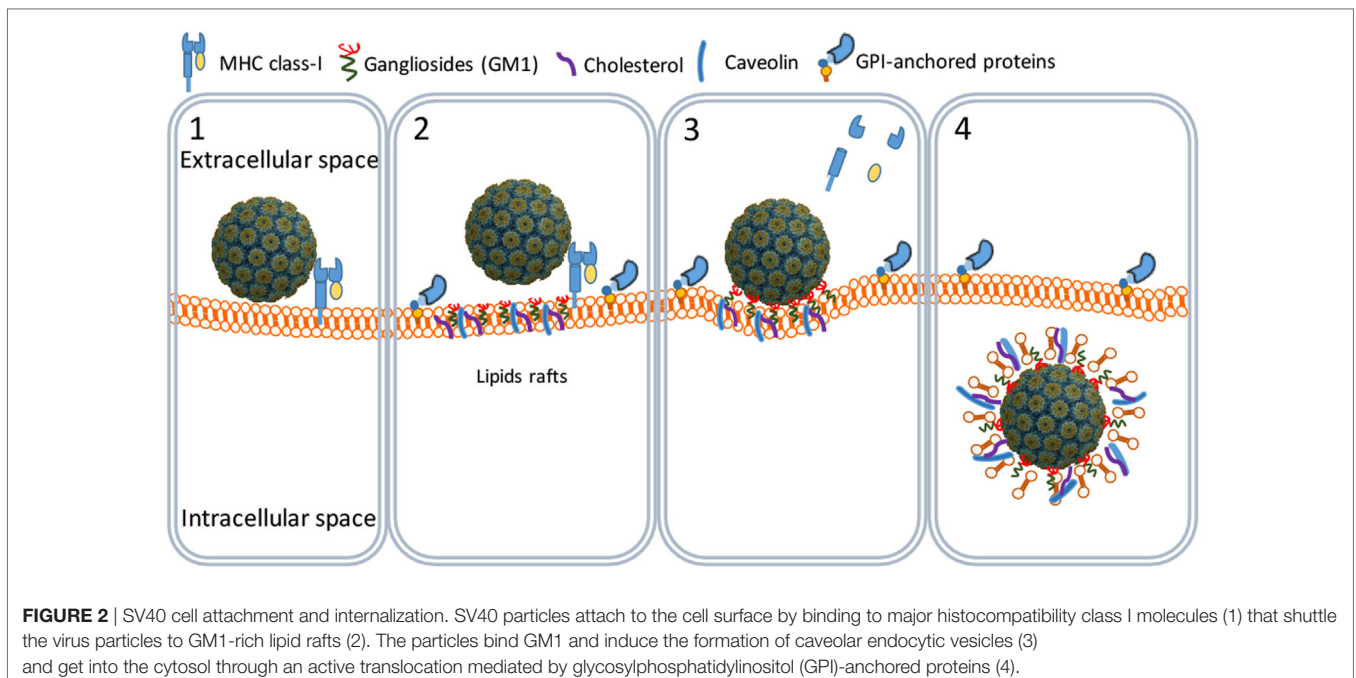 MHC class-I Gangliosides (GM1) Cholesterol Caveolin GPI-anchored proteins
1 2 3 4
Extracellular space
Lipids rafts
Intracellular space
FIGURE 2 | SV40 cell attachment and internalization. SV40 particles attach to the cell surface by binding to major histocompatibility class I molecules (1) that shuttle
the virus particles to GM1-rich lipid rafts (2). The particles bind GM1 and induce the formation of caveolar endocytic vesicles (3)
and get into the cytosol through an active translocation mediated by glycosylphosphatidylinositol (GPI)-anchored proteins (4).